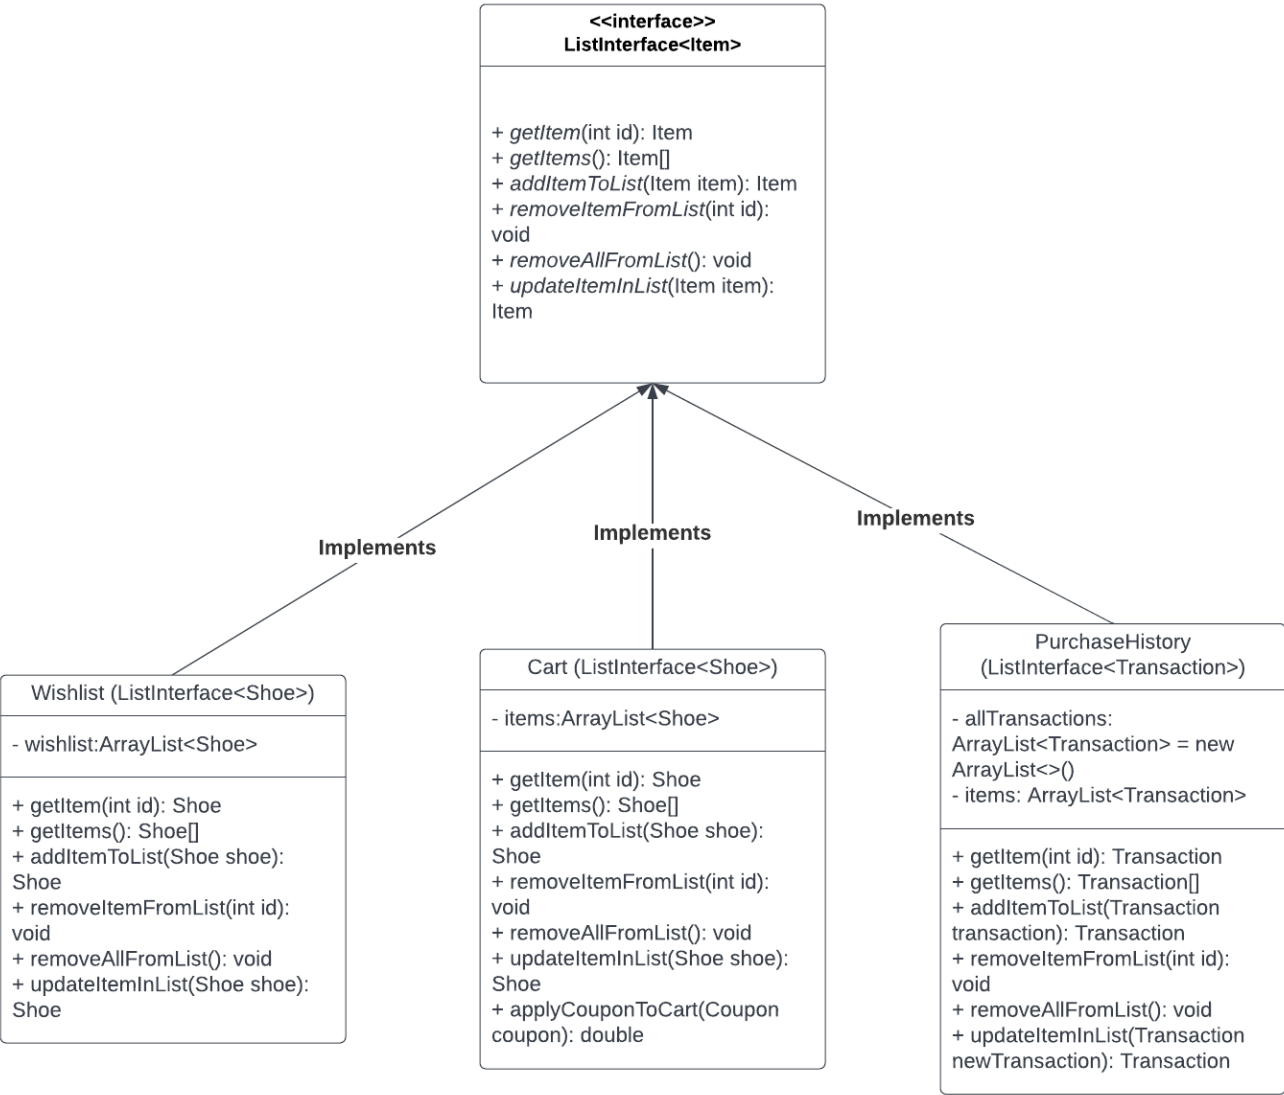 <<interface>>
ListInterface<Item>
+ getItem(int id): Item
+ getItems(): Item[]
+ addItemToList(Item item): Item
+ removeItemFromList(int id):
void
+ removeAllFromList(): void
+ updateItemInList(Item item):
Item
Implements
Implements
Implements
Wishlist (ListInterface<Shoe>)
- wishlist:ArrayList<Shoe>
+ getItem(int id): Shoe
+ getItems(): Shoe[]
+ addItemToList(Shoe shoe):
Shoe
+ removeItemFromList(int id):
void
+ removeAllFromList(): void
+ updateItemInList(Shoe shoe):
Shoe
Cart (ListInterface<Shoe>)
- items:ArrayList<Shoe>
+ getItem(int id): Shoe
+ getItems(): Shoe[]
+ addItemToList(Shoe shoe):
Shoe
+ removeItemFromList(int id):
void
+ removeAllFromList(): void
+ updateItemInList(Shoe shoe):
Shoe
+ applyCouponToCart(Coupon
coupon): double
PurchaseHistory
(ListInterface<Transaction>)
- allTransactions:
ArrayList<Transaction> = new
ArrayList<>()
- items: ArrayList<Transaction>
+ getItem(int id): Transaction
+ getItems(): Transaction[]
+ addItemToList(Transaction
transaction): Transaction
+ removeItemFromList(int id):
void
+ removeAllFromList(): void
+ updateItemInList(Transaction
newTransaction): Transaction